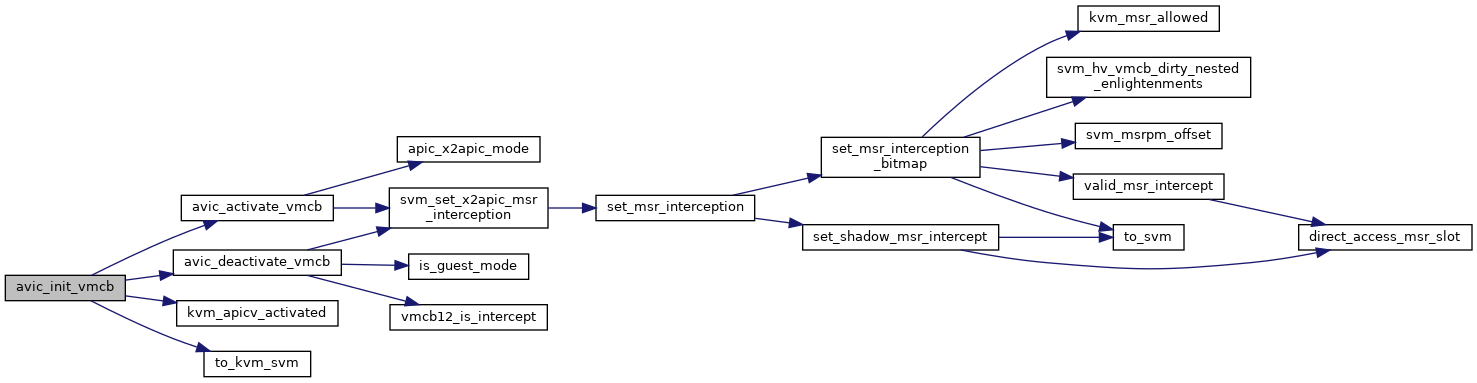 avic_init_vmcb
avic_activate_vmcb
avic_deactivate_vmcb
kvm_apicv_activated
to_kvm_svm
apic_x2apic_mode
svm_set_x2apic_msr
_interception
is_guest_mode
vmcb12_is_intercept
set_msr_interception
set_msr_interception
_bitmap
set_shadow_msr_intercept
kvm_msr_allowed
svm_hv_vmcb_dirty_nested
_enlightenments
svm_msrpm_offset
valid_msr_intercept
to_svm
direct_access_msr_slot